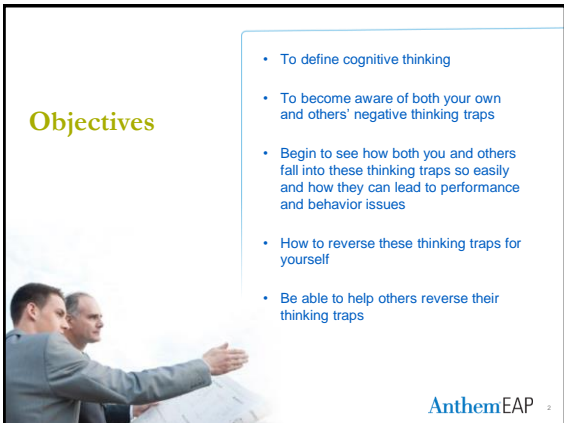 Objectives
• To define cognitive thinking
• To become aware of both your own
and others' negative thinking traps
• Begin to see how both you and others
fall into these thinking traps so easily
and how they can lead to performance
and behavior issues
• How to reverse these thinking traps for
yourself
• Be able to help others reverse their
thinking traps
Anthem EAP 2